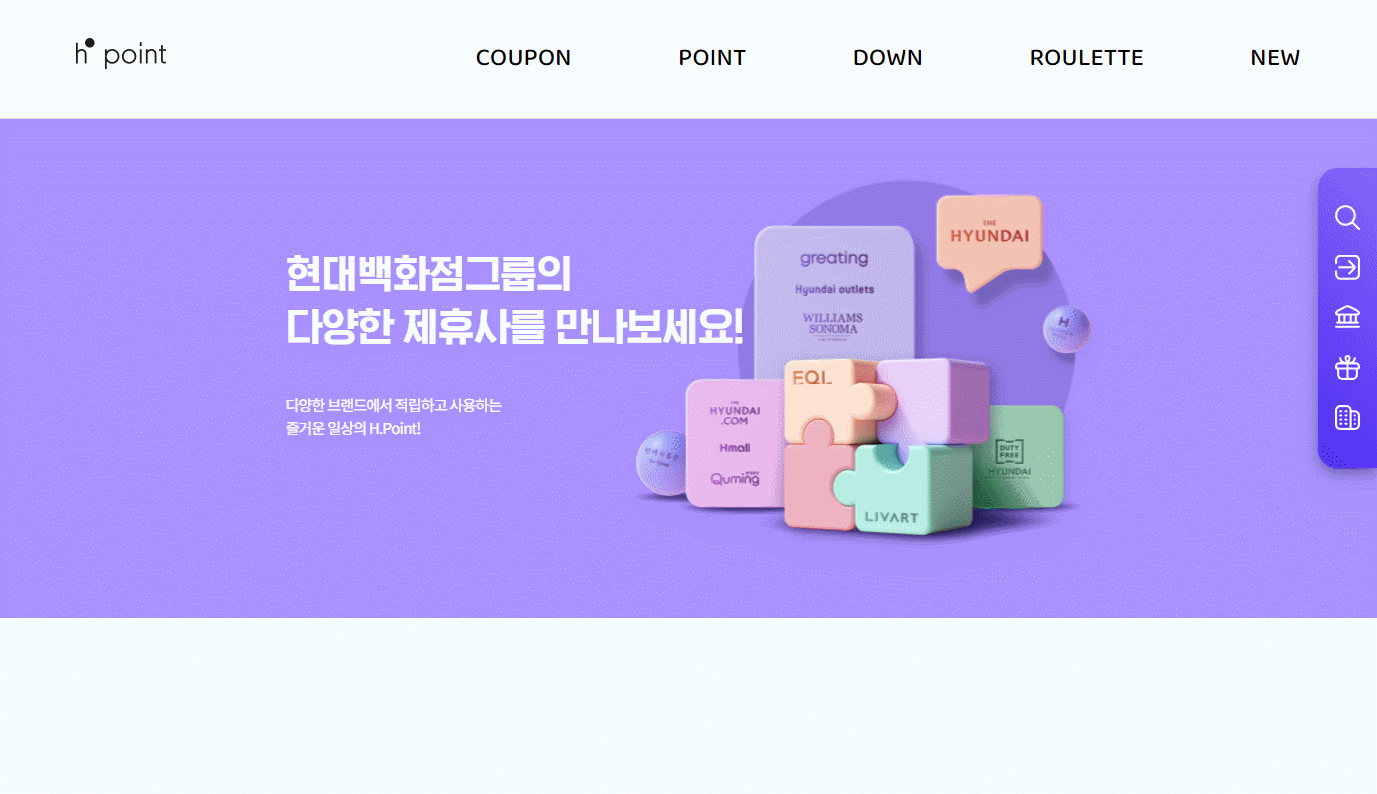 h point
COUPON
POINT
DOWN
ROULETTE
NEW
현대백화점그룹의
다양한 제휴사를 만나보세요!
다양한 브랜드에서 적립하고 사용하는
즐거운 일상의 H.Point!
THE
HYUNDAI
greating
Hyundai outlets
WILLIAMS
SONOMA
EQL
THE
HYUNDAI
.COM
Hmall
Quming
DUTY
FREE
HYUNDAI
LIVART
H